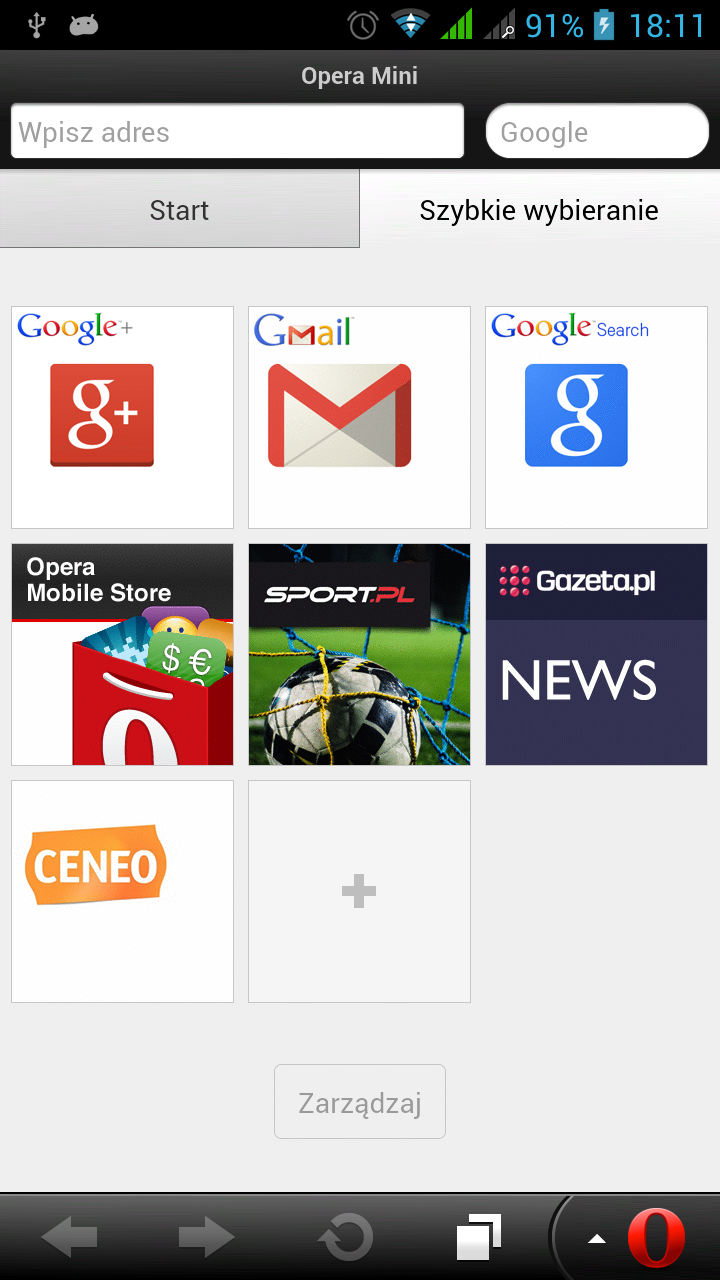 91% 18:11
Opera Mini
Wpisz adres Google
Start Szybkie wybieranie
Google+ Gmail Google Search
g+ g
Opera
Mobile Store
$ €
SPORT.PL
Gazeta.pl
NEWS
CENEO
Zarządzaj